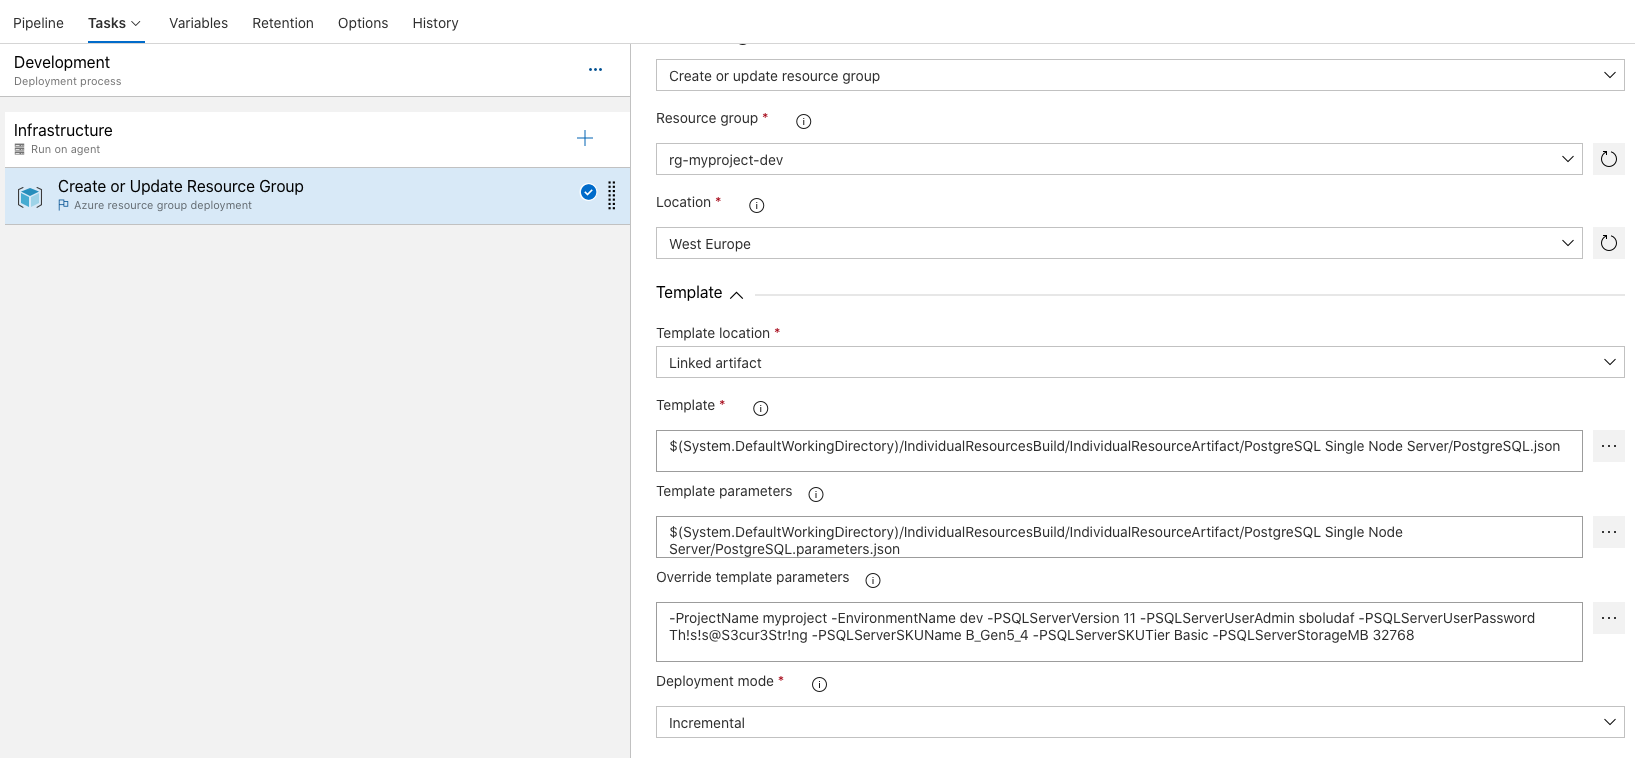 Pipeline Tasks Variables Retention Options History
Development
Deployment process
Infrastructure
Run on agent
Create or Update Resource Group
Azure resource group deployment
Create or update resource group
Resource group *
rg-myproject-dev
Location *
West Europe
Template
Template location *
Linked artifact
Template *
$(System.DefaultWorkingDirectory)/IndividualResourcesBuild/IndividualResourceArtifact/PostgreSQL Single Node Server/PostgreSQL.json
Template parameters
$(System.DefaultWorkingDirectory)/IndividualResourcesBuild/IndividualResourceArtifact/PostgreSQL Single Node
Server/PostgreSQL.parameters.json
Override template parameters
-ProjectName myproject -EnvironmentName dev -PSQLServerVersion 11 -PSQLServerUserAdmin sboludaf -PSQLServerUserPassword
Th!s!s@S3cur3Str!ng -PSQLServerSKUName B_Gen5_4 -PSQLServerSKUTier Basic -PSQLServerStorageMB 32768
Deployment mode *
Incremental